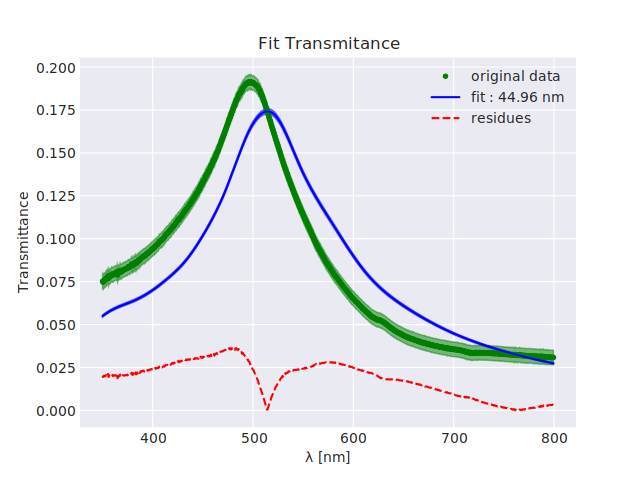 Fit Transmitance
original data
fit : 44.96 nm
residues
0.200
0.175
0.150
0.125
0.100
0.075
0.050
0.025
0.000
Transmittance
400 500 600 700 800
λ [nm]